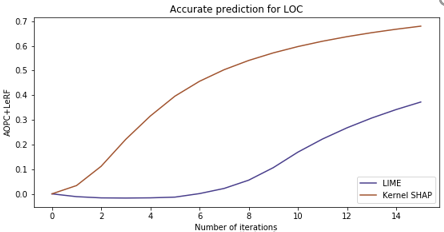 Accurate prediction for LOC
AOPC+LeRF
0.7
0.6
0.5
0.4
0.3
0.2
0.1
0.0
0 2 4 6 8 10 12 14
Number of iterations
LIME
Kernel SHAP